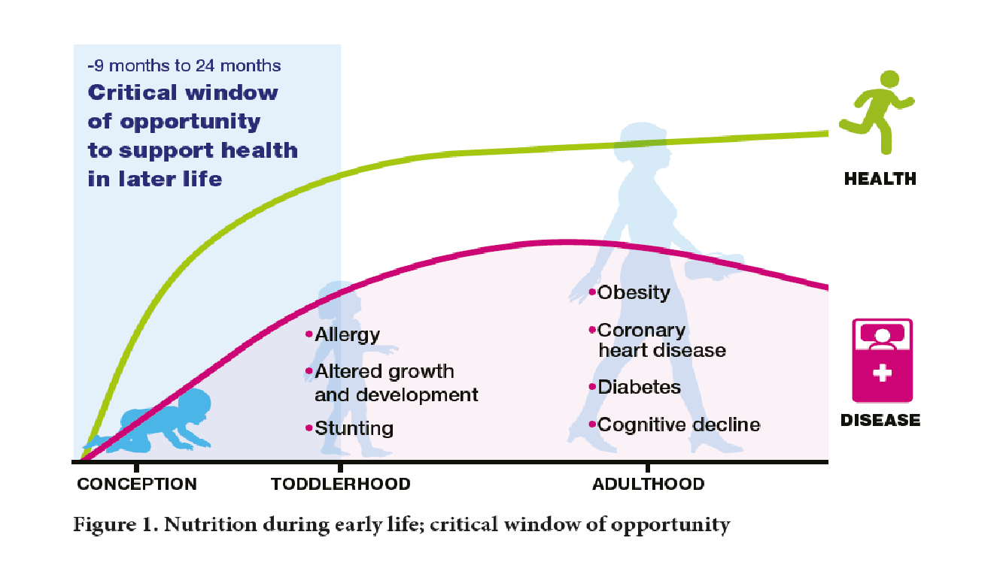 -9 months to 24 months
Critical window
of opportunity
to support health
in later life
HEALTH
•Allergy
•Altered growth
and development
•Stunting
•Obesity
•Coronary
heart disease
•Diabetes
•Cognitive decline
DISEASE
CONCEPTION
TODDLERHOOD
ADULTHOOD
Figure 1. Nutrition during early life; critical window of opportunity